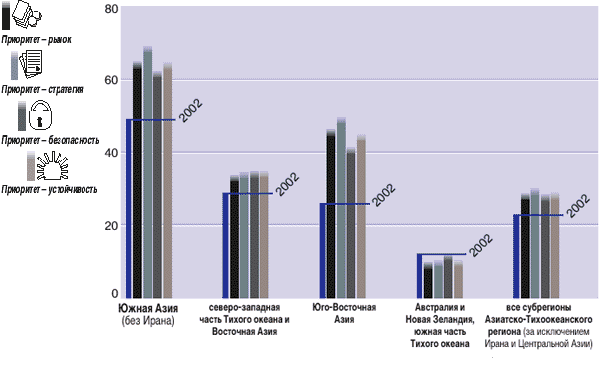 Приоритет – рынок
Приоритет – стратегия
Приоритет – безопасность
Приоритет – устойчивость
80
60
40
20
0
2002
2002
2002
2002
2002
Южная Азия
(без Ирана)
северо-западная
часть Тихого океана и
Восточная Азия
Юго-Восточная
Азия
Австралия и
Новая Зеландия,
южная часть
Тихого океана
все субрегионы
Азиатско-Тихоокеанского
региона (за исключением
Ирана и Центральной Азии)